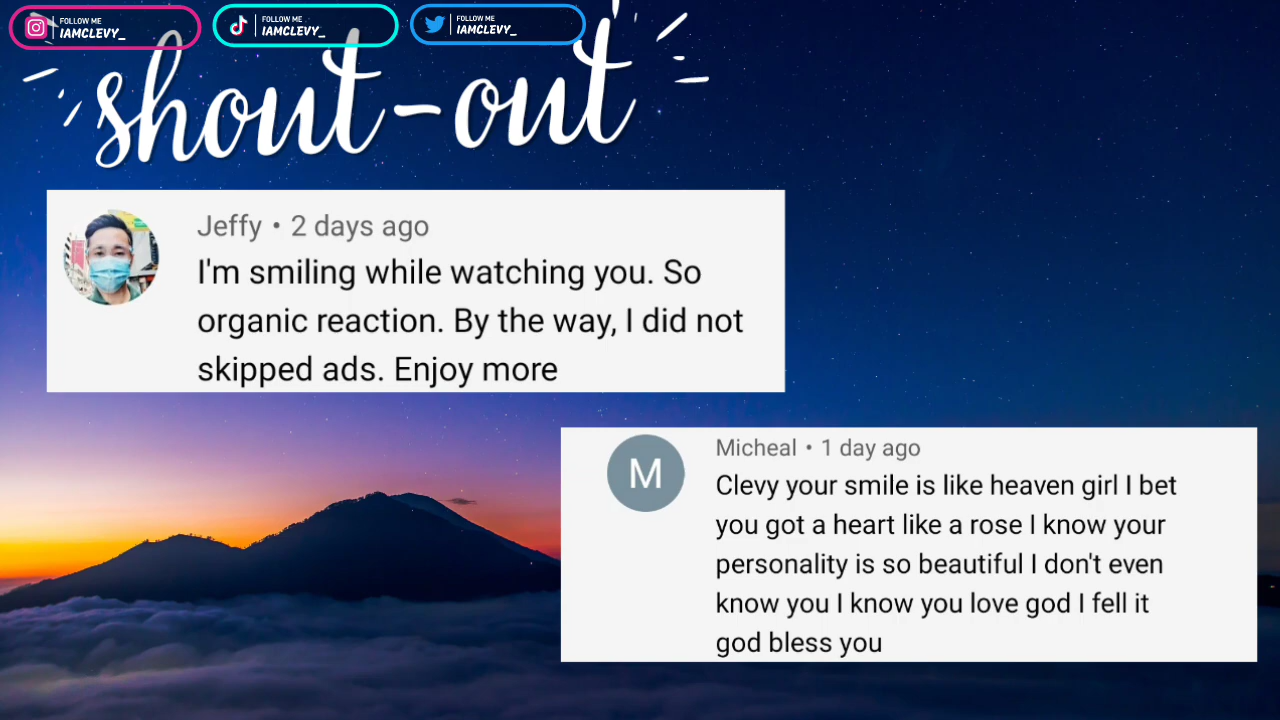 FOLLOW ME
IAMCLEVY_
FOLLOW ME
IAMCLEVY_
FOLLOW ME
IAMCLEVY_
shout-out
Jeffy • 2 days ago
I'm smiling while watching you. So
organic reaction. By the way, I did not
skipped ads. Enjoy more
M
Micheal • 1 day ago
Clevy your smile is like heaven girl I bet
you got a heart like a rose I know your
personality is so beautiful I don't even
know you I know you love god I fell it
god bless you